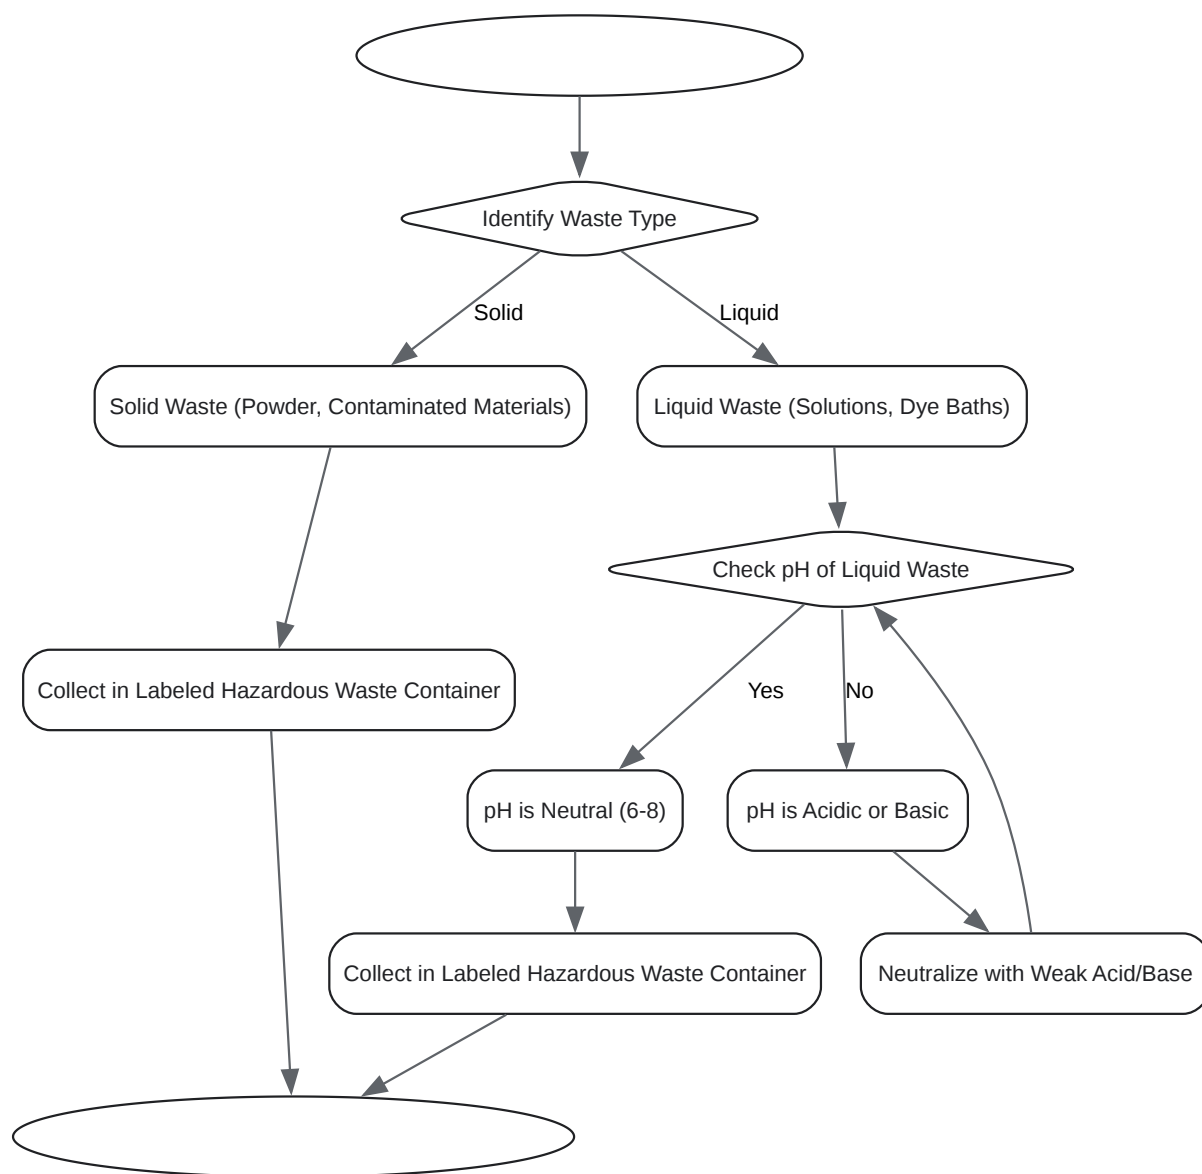 Identify Waste Type
Solid
Liquid
Solid Waste (Powder, Contaminated Materials)
Liquid Waste (Solutions, Dye Baths)
Check pH of Liquid Waste
Collect in Labeled Hazardous Waste Container
Yes
No
pH is Neutral (6-8)
pH is Acidic or Basic
Collect in Labeled Hazardous Waste Container
Neutralize with Weak Acid/Base